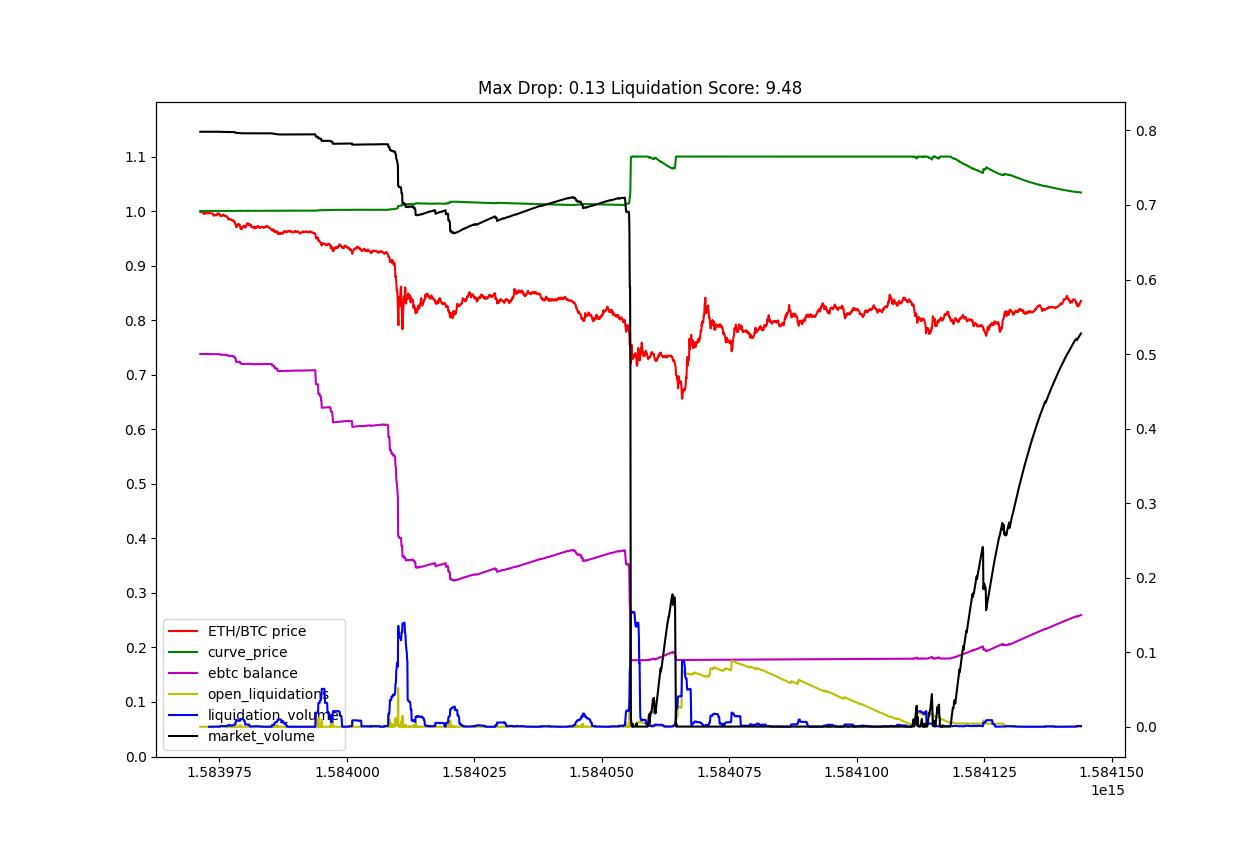 Max Drop: 0.13 Liquidation Score: 9.48
1.1
1.0
0.9
0.8
0.7
0.6
0.5
0.4
0.3
0.2
0.1
0.0
0.8
0.7
0.6
0.5
0.4
0.3
0.2
0.1
0.0
ETH/BTC price
curve_price
ebtc balance
open_liquidations
liquidation_volume
market_volume
1.583975 1.584000 1.584025 1.584050 1.584075 1.584100 1.584125 1.584150
1e15